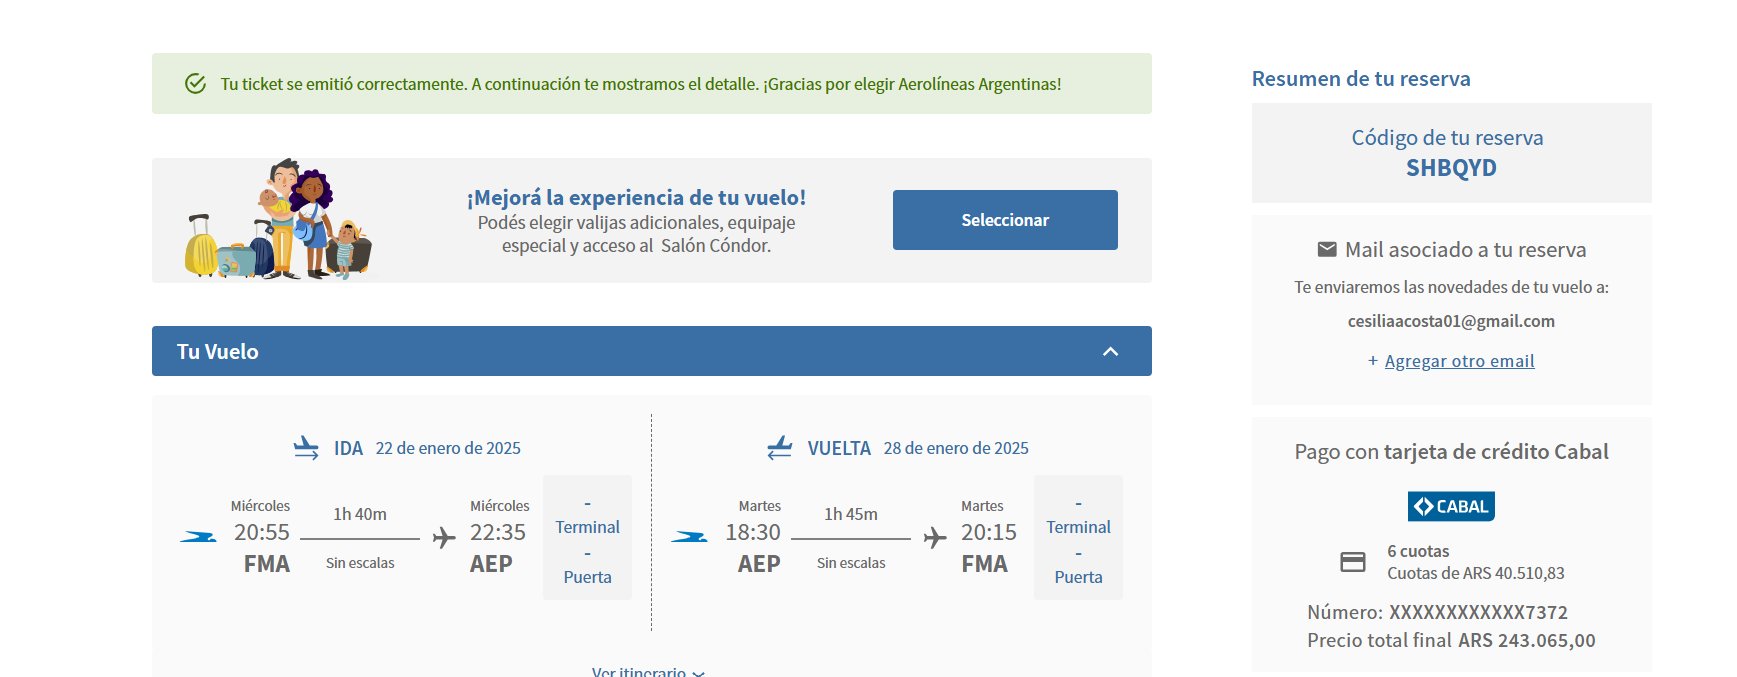 Tu ticket se emitió correctamente. A continuación te mostramos el detalle. ¡Gracias por elegir Aerolíneas Argentinas!
¡Mejorá la experiencia de tu vuelo!
Podés elegir valijas adicionales, equipaje
especial y acceso al Salón Cóndor.
Seleccionar
Tu Vuelo
IDA 22 de enero de 2025
Miércoles
20:55
FMA
1h 40m
Sin escalas
Miércoles
22:35
AEP
-
Terminal
-
Puerta
VUELTA 28 de enero de 2025
Martes
18:30
AEP
1h 45m
Sin escalas
Martes
20:15
FMA
-
Terminal
-
Puerta
Ver itinerario
Resumen de tu reserva
Código de tu reserva
SHBQYD
Mail asociado a tu reserva
Te enviaremos las novedades de tu vuelo a:
cesiliaacosta01@gmail.com
+ Agregar otro email
Pago con tarjeta de crédito Cabal
CABAL
6 cuotas
Cuotas de ARS 40.510,83
Número: XXXXXXXXXXXX7372
Precio total final ARS 243.065,00